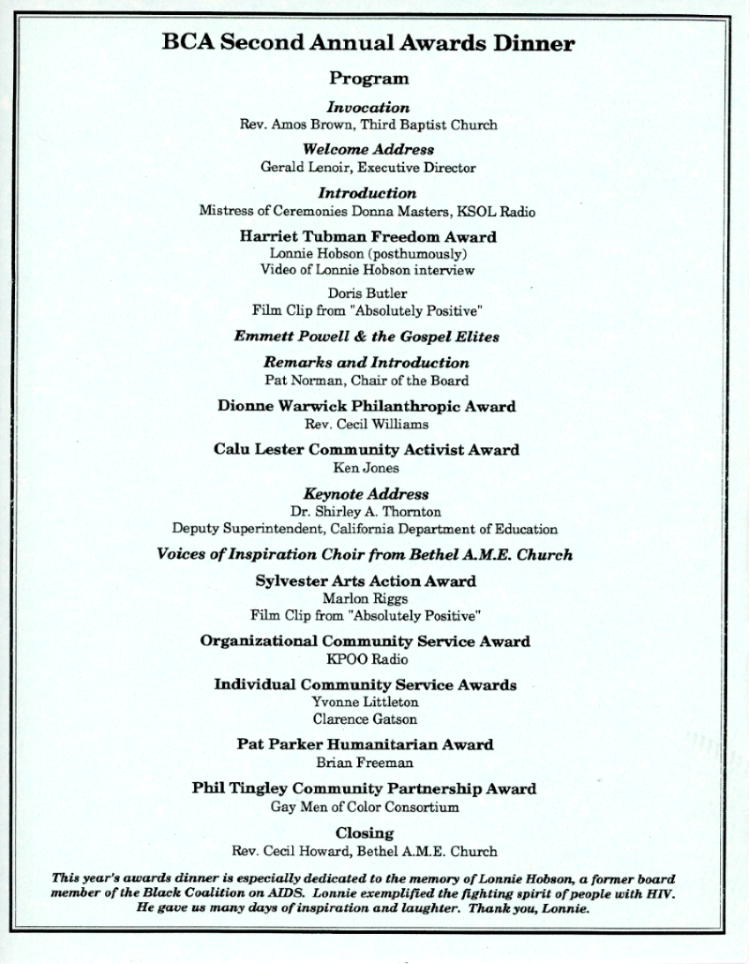 BCA Second Annual Awards Dinner
Program
Invocation
Rev. Amos Brown, Third Baptist Church
Welcome Address
Gerald Lenoir, Executive Director
Introduction
Mistress of Ceremonies Donna Masters, KSOL Radio
Harriet Tubman Freedom Award
Lonnie Hobson (posthumously)
Video of Lonnie Hobson interview
Doris Butler
Film Clip from "Absolutely Positive"
Emmett Powell & the Gospel Elites
Remarks and Introduction
Pat Norman, Chair of the Board
Dionne Warwick Philanthropic Award
Rev. Cecil Williams
Calu Lester Community Activist Award
Ken Jones
Keynote Address
Dr. Shirley A. Thornton
Deputy Superintendent, California Department of Education
Voices of Inspiration Choir from Bethel A.M.E. Church
Sylvester Arts Action Award
Marlon Riggs
Film Clip from "Absolutely Positive"
Organizational Community Service Award
KPOO Radio
Individual Community Service Awards
Yvonne Littleton
Clarence Gatson
Pat Parker Humanitarian Award
Brian Freeman
Phil Tingley Community Partnership Award
Gay Men of Color Consortium
Closing
Rev. Cecil Howard, Bethel A.M.E. Church
This year's awards dinner is especially dedicated to the memory of Lonnie Hobson, a former board
member of the Black Coalition on AIDS. Lonnie exemplified the fighting spirit of people with HIV.
He gave us many days of inspiration and laughter. Thank you, Lonnie.